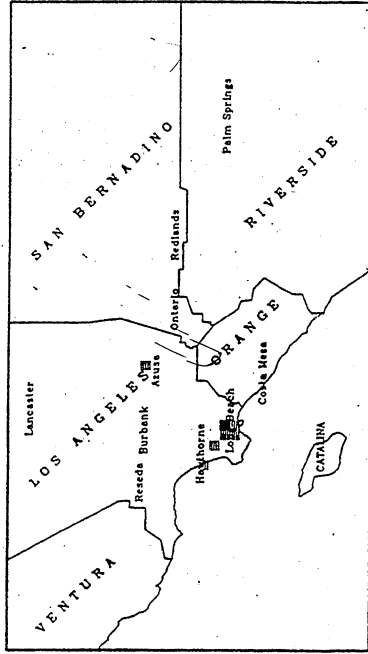 Lancaster
SAN BERNADINO
LOS ANGELES
VENTURA
Reseda
Burbank
Azusa
Ontario
Redlands
Palm Springs
Hawthorne
Long Beach
ORANGE
RIVERSIDE
Costa Mesa
CATALINA